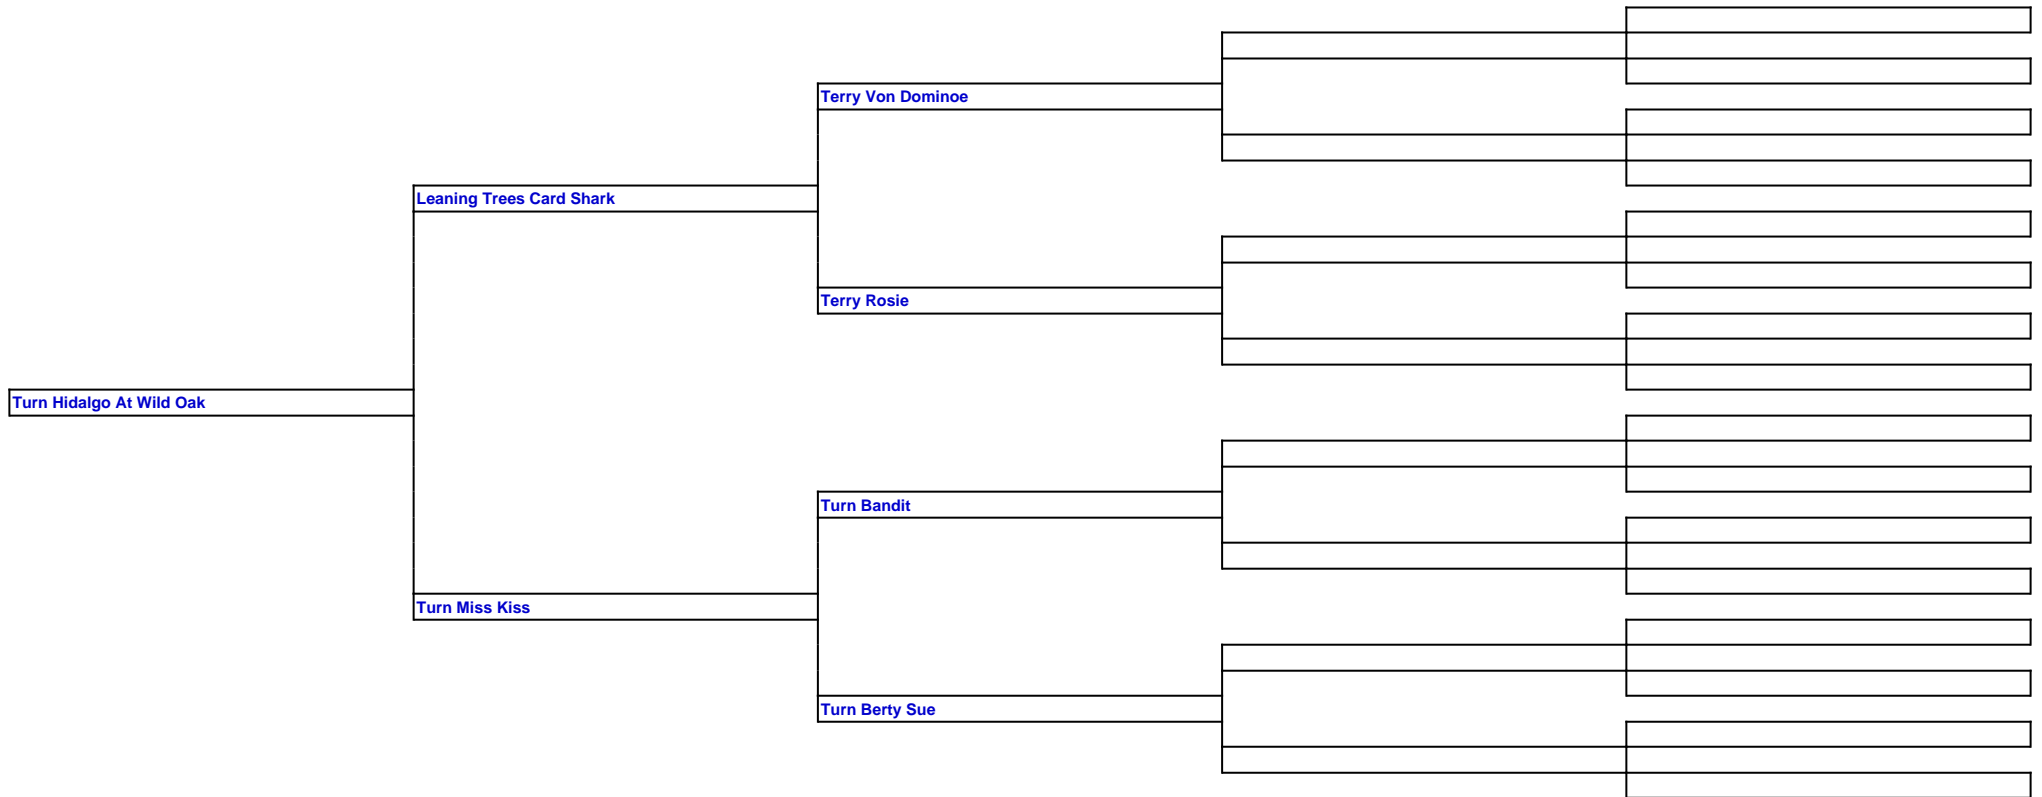 Terry Von Dominoe
Leaning Trees Card Shark
Terry Rosie
Turn Hidalgo At Wild Oak
Turn Bandit
Turn Miss Kiss
Turn Berty Sue